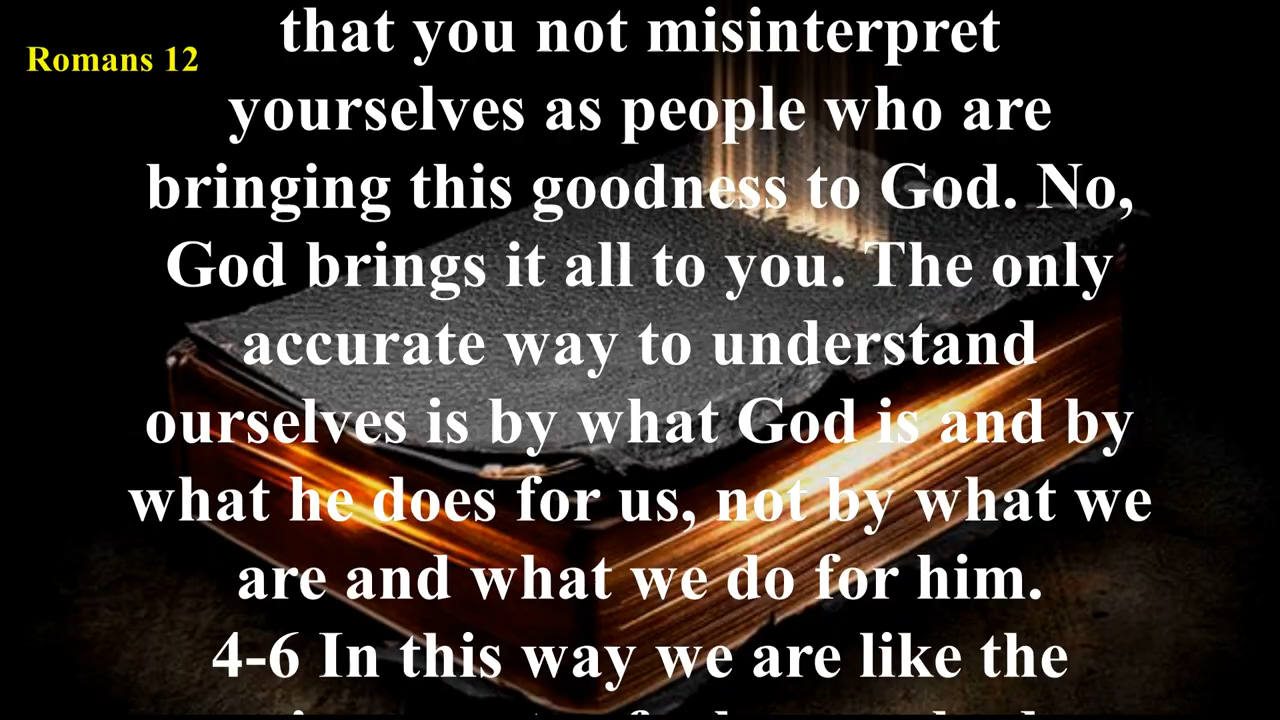 Romans 12
that you not misinterpret
yourselves as people who are
bringing this goodness to God. No,
God brings it all to you. The only
accurate way to understand
ourselves is by what God is and by
what he does for us, not by what we
are and what we do for him.
4-6 In this way we are like the